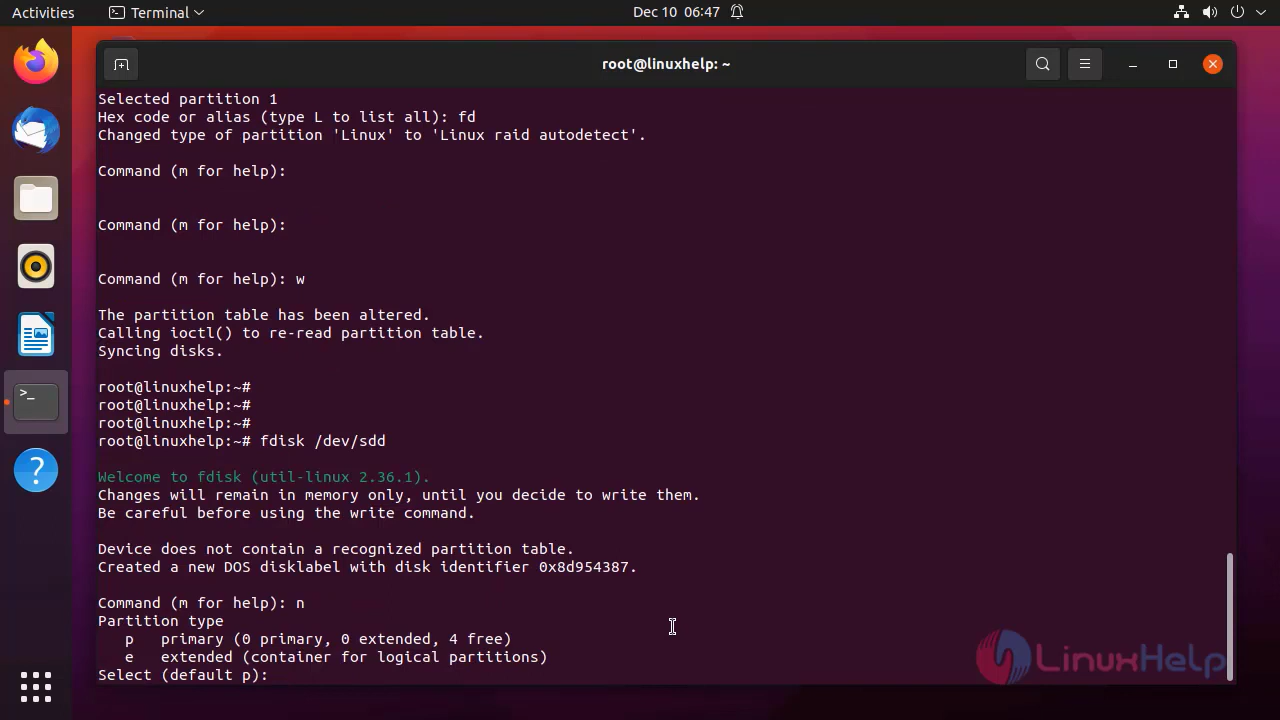 Activities
Terminal
Dec 10 06:47
root@linuxhelp: ~
Selected partition 1
Hex code or alias (type L to list all): fd
Changed type of partition 'Linux' to 'Linux raid autodetect'.
Command (m for help):
Command (m for help):
Command (m for help): w
The partition table has been altered.
Calling ioctl() to re-read partition table.
Syncing disks.
root@linuxhelp:~#
root@linuxhelp:~#
root@linuxhelp:~#
root@linuxhelp:~# fdisk /dev/sdd
Welcome to fdisk (util-linux 2.36.1).
Changes will remain in memory only, until you decide to write them.
Be careful before using the write command.
Device does not contain a recognized partition table.
Created a new DOS disklabel with disk identifier 0x8d954387.
Command (m for help): n
Partition type
p primary (0 primary, 0 extended, 4 free)
e extended (container for logical partitions)
Select (default p):
LinuxHelp